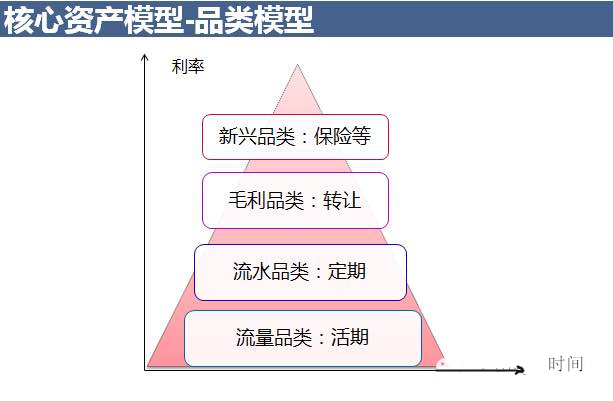 核心资产模型-品类模型
利率
新兴品类：保险等
毛利品类：转让
流水品类：定期
流量品类：活期
时间